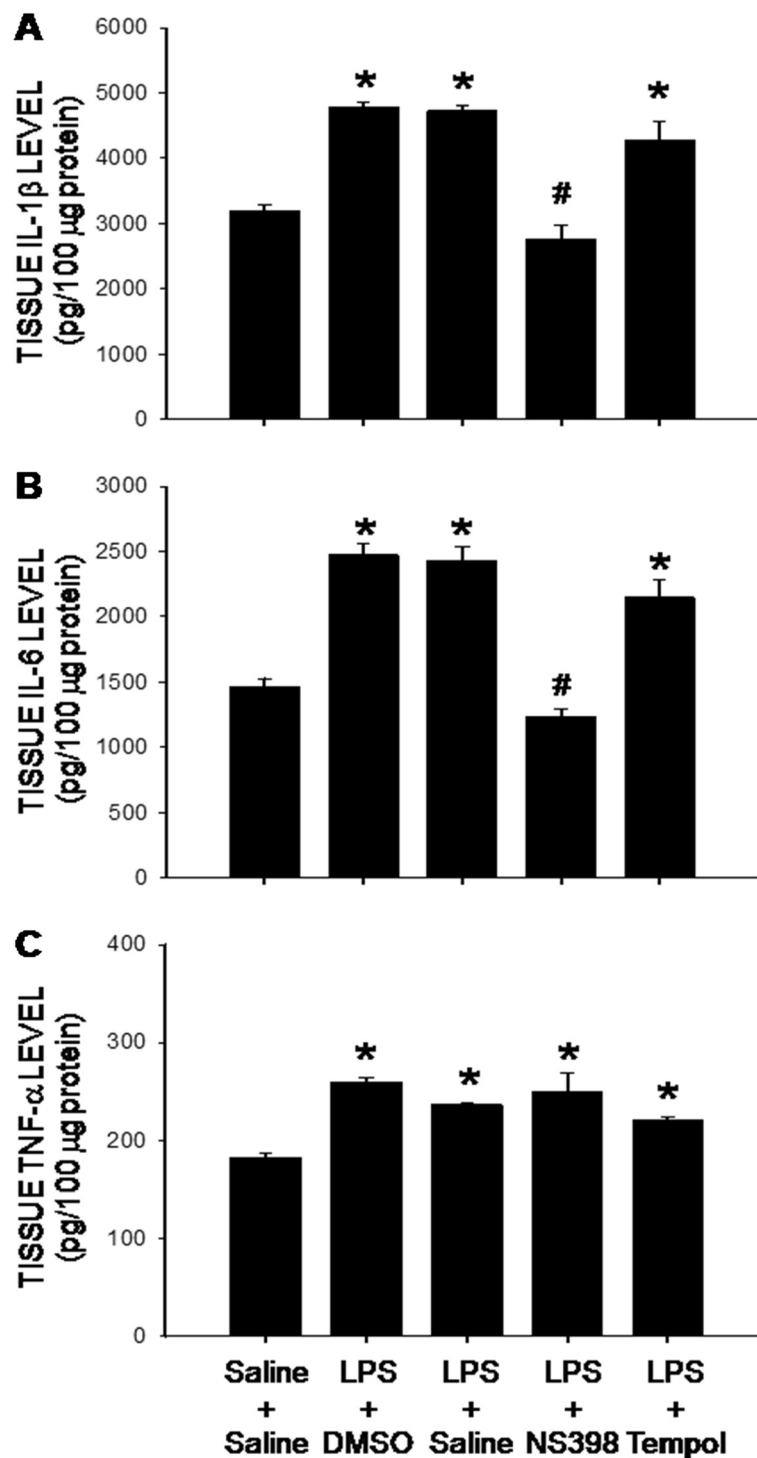 A
TISSUE IL-1β LEVEL
(pg/100 µg protein)
6000
5000
4000
3000
2000
1000
0
* * # *
B
TISSUE IL-6 LEVEL
(pg/100 µg protein)
3000
2500
2000
1500
1000
500
0
* * # *
C
TISSUE TNF-α LEVEL
(pg/100 µg protein)
400
300
200
100
0
* * * *
Saline LPS LPS LPS LPS
+ + + + +
Saline DMSO Saline NS398 Tempol